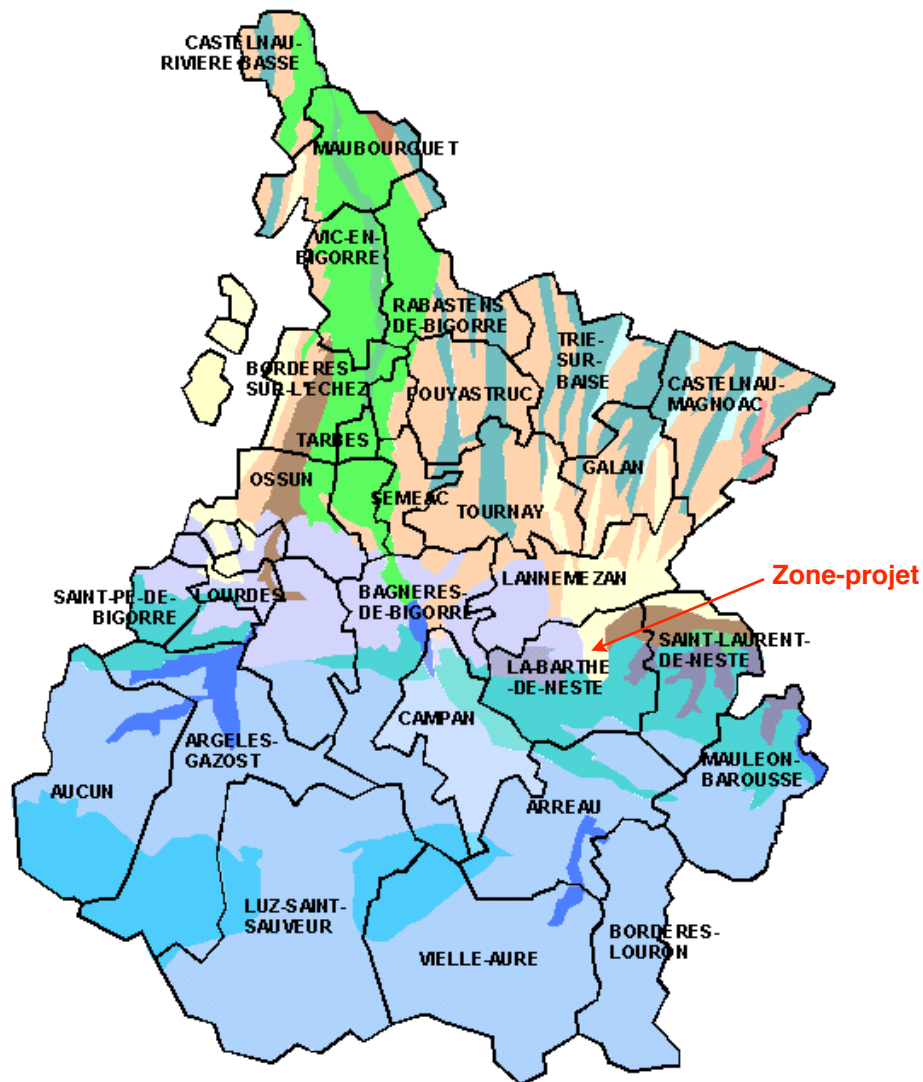 CASTELNAU-
RIVIERE-BASSE
MAUBOURGUET
VIC-EN-
BIGORRE
RABASTENS
DE-BIGORRE
TRIE-
SUR-
BAISE
BORDERES
SUR-L'ECHEZ
POUYASTRUC
CASTELNAU-
MAGNOAC
TARBES
GALAN
OSSUN
SEMEAC
TOURNAY
LANNEMEZAN
Zone-projet
SAINT-PE-DE-
BIGORRE
LOURDES
BAGNERES-
DE-BIGORRE
SAINT-LAURENT-
DE-NESTE
LA-BARTHE
-DE-NESTE
CAMPAN
ARGELES-
GAZOST
MAULEON-
BAROUSSE
AUCUN
ARREAU
LUZ-SAINT-
SAUVEUR
BORDERES-
LOURON
VIELLE-AURE